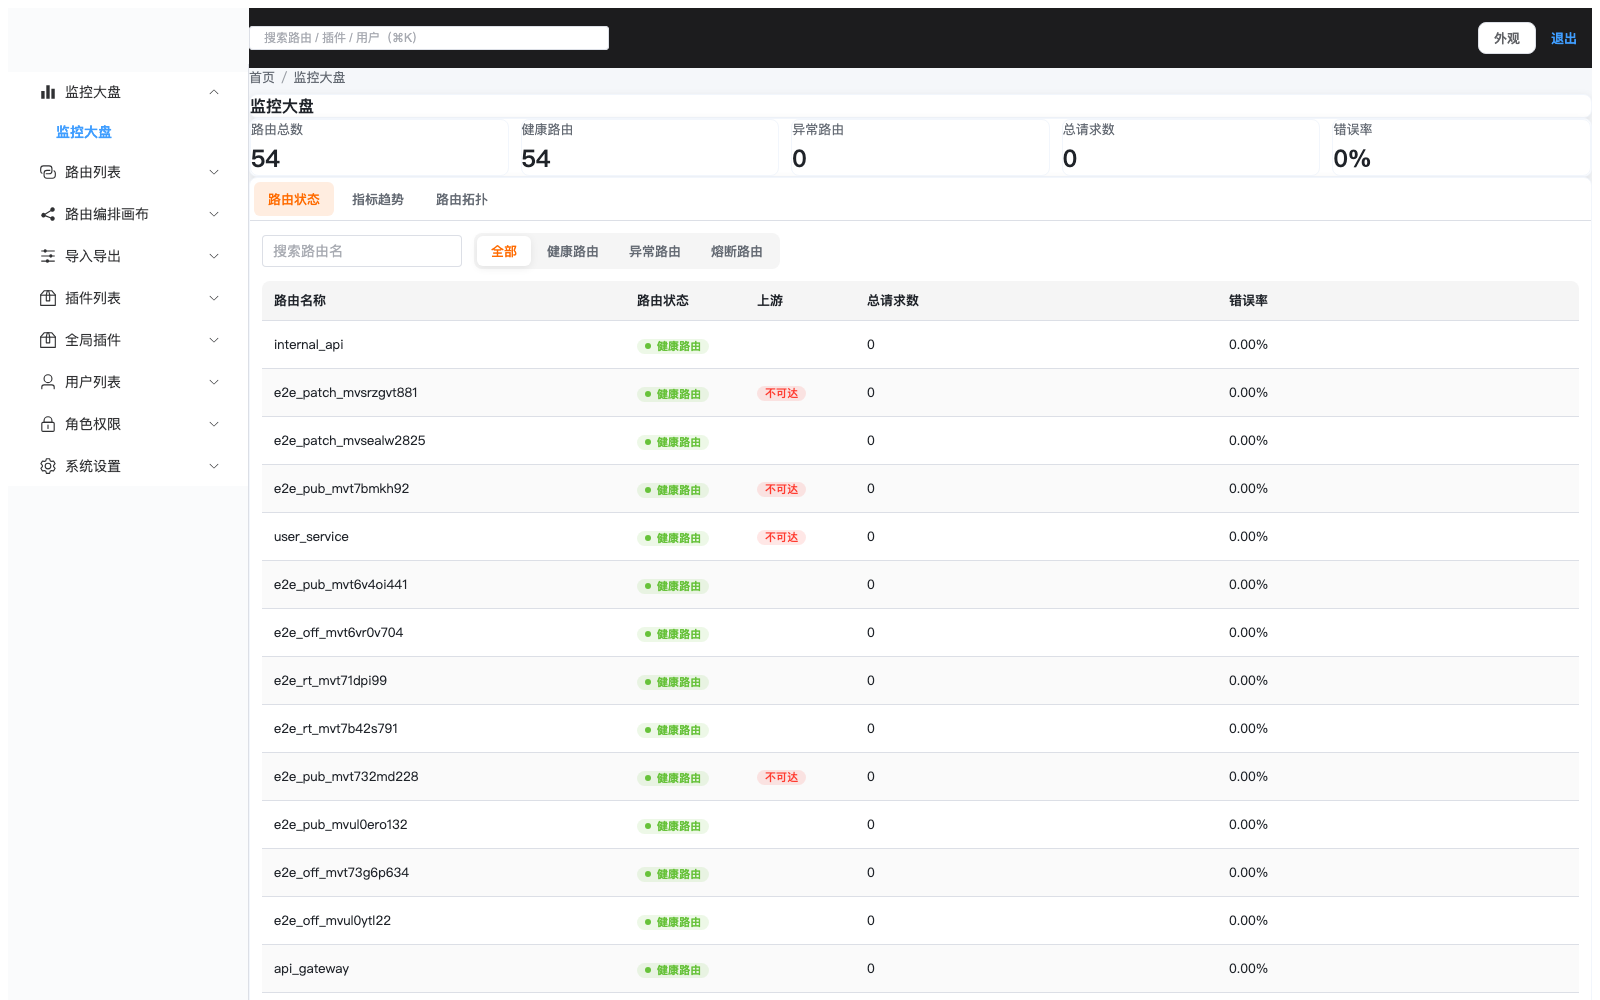 搜索路由 / 插件 / 用户（⌘K）
外观
退出
监控大盘
监控大盘
路由列表
路由编排画布
导入导出
插件列表
全局插件
用户列表
角色权限
系统设置
首页 / 监控大盘
监控大盘
路由总数 健康路由 异常路由 总请求数 错误率
54 54 0 0 0%
路由状态 指标趋势 路由拓扑
搜索路由名 全部 健康路由 异常路由 熔断路由
路由名称 路由状态 上游 总请求数 错误率
internal_api 健康路由 0 0.00%
e2e_patch_mvsrzgvt881 健康路由 不可达 0 0.00%
e2e_patch_mvsealw2825 健康路由 0 0.00%
e2e_pub_mvt7bmkh92 健康路由 不可达 0 0.00%
user_service 健康路由 不可达 0 0.00%
e2e_pub_mvt6v4oi441 健康路由 0 0.00%
e2e_off_mvt6vr0v704 健康路由 0 0.00%
e2e_rt_mvt71dpi99 健康路由 0 0.00%
e2e_rt_mvt7b42s791 健康路由 0 0.00%
e2e_pub_mvt732md228 健康路由 不可达 0 0.00%
e2e_pub_mvul0ero132 健康路由 0 0.00%
e2e_off_mvt73g6p634 健康路由 0 0.00%
e2e_off_mvul0ytl22 健康路由 0 0.00%
api_gateway 健康路由 0 0.00%